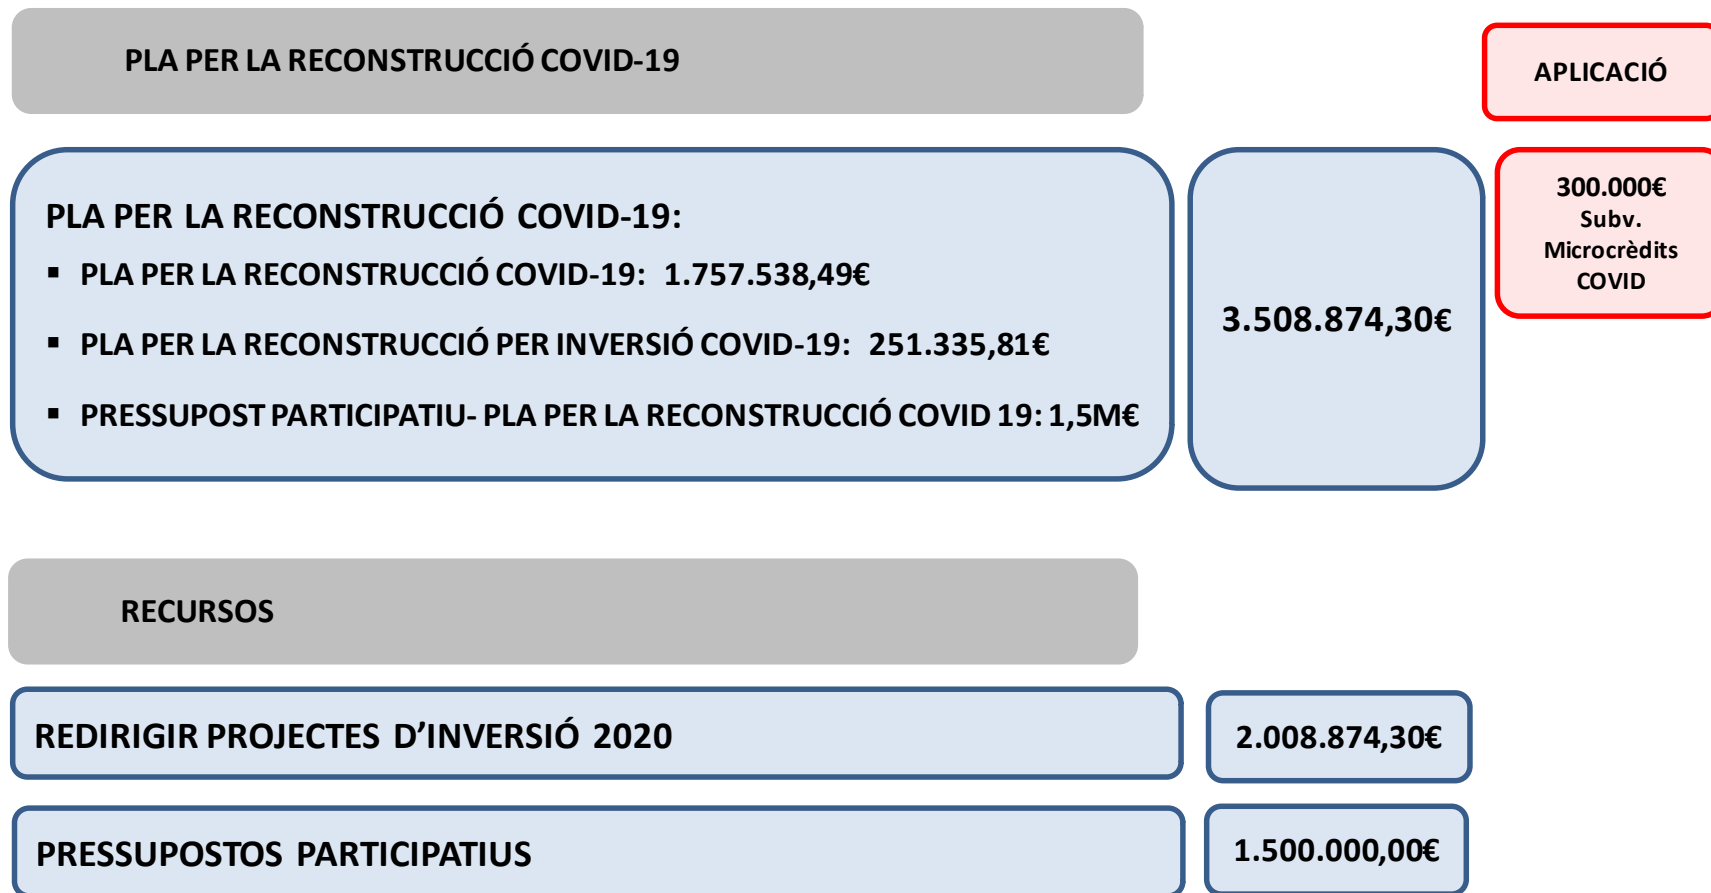 PLA PER LA RECONSTRUCCIÓ COVID-19
APLICACIÓ
PLA PER LA RECONSTRUCCIÓ COVID-19:
▪ PLA PER LA RECONSTRUCCIÓ COVID-19: 1.757.538,49€
▪ PLA PER LA RECONSTRUCCIÓ PER INVERSIÓ COVID-19: 251.335,81€
▪ PRESSUPOST PARTICIPATIU- PLA PER LA RECONSTRUCCIÓ COVID 19: 1,5M€
3.508.874,30€
300.000€
Subv.
Microcrèdits
COVID
RECURSOS
REDIRIGIR PROJECTES D’INVERSIÓ 2020
2.008.874,30€
PRESSUPOSTOS PARTICIPATIUS
1.500.000,00€